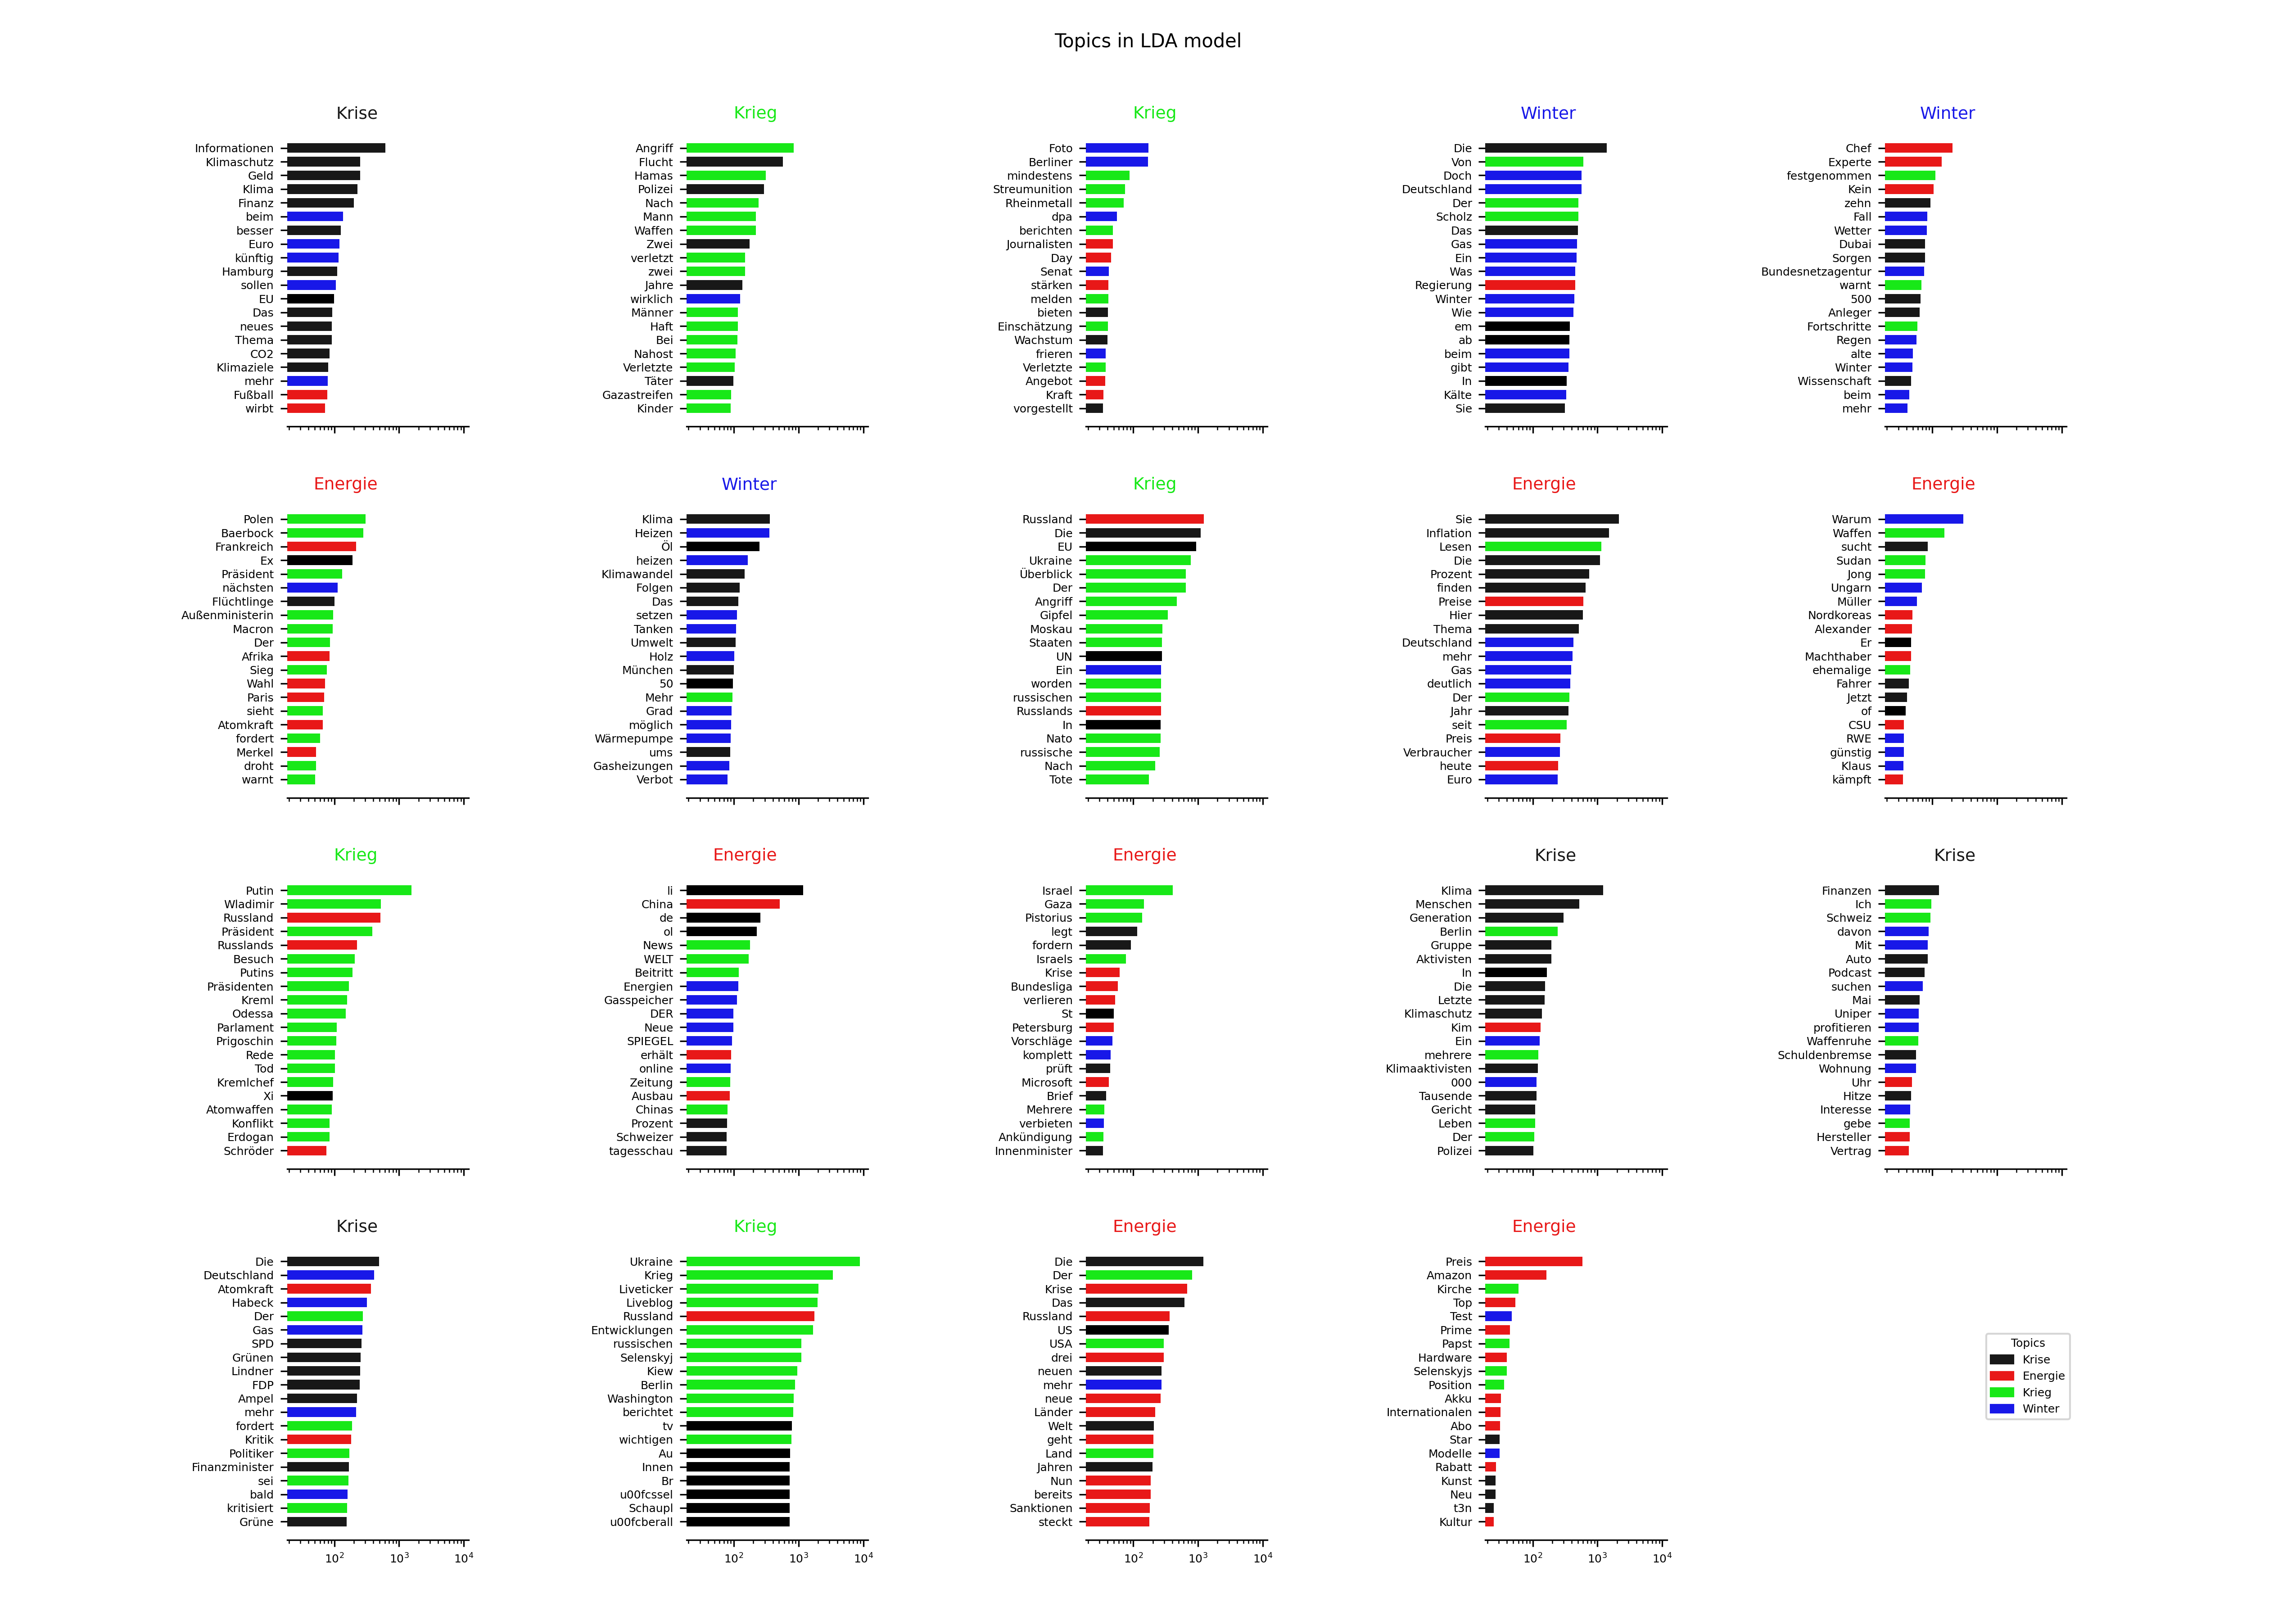 Topics in LDA model
Krise
Informationen
Klimaschutz
Geld
Klima
Finanz
beim
besser
Euro
künftig
Hamburg
sollen
EU
Das
neues
Thema
CO2
Klimaziele
mehr
Fußball
wirbt
Krieg
Angriff
Flucht
Hamas
Polizei
Nach
Mann
Waffen
Zwei
verletzt
zwei
Jahre
wirklich
Männer
Haft
Bei
Nahost
Verletzte
Täter
Gazastreifen
Kinder
Krieg
Foto
Berliner
mindestens
Streumunition
Rheinmetall
dpa
berichten
Journalisten
Day
Senat
stärken
melden
bieten
Einschätzung
Wachstum
frieren
Verletzte
Angebot
Kraft
vorgestellt
Winter
Die
Von
Doch
Deutschland
Der
Scholz
Das
Gas
Ein
Was
Regierung
Winter
Wie
em
ab
beim
gibt
In
Kälte
Sie
Winter
Chef
Experte
festgenommen
Kein
zehn
Fall
Wetter
Dubai
Sorgen
Bundesnetzagentur
warnt
500
Anleger
Fortschritte
Regen
alte
Winter
Wissenschaft
beim
mehr
Energie
Polen
Baerbock
Frankreich
Ex
Präsident
nächsten
Flüchtlinge
Außenministerin
Macron
Der
Afrika
Sieg
Wahl
Paris
sieht
Atomkraft
fordert
Merkel
droht
warnt
Winter
Klima
Heizen
Öl
heizen
Klimawandel
Folgen
Das
setzen
Tanken
Umwelt
Holz
München
50
Mehr
Grad
möglich
Wärmepumpe
ums
Gasheizungen
Verbot
Krieg
Russland
Die
EU
Ukraine
Überblick
Der
Angriff
Gipfel
Moskau
Staaten
UN
Ein
worden
russischen
Russlands
In
Nato
russische
Nach
Tote
Energie
Sie
Inflation
Lesen
Die
Prozent
finden
Preise
Hier
Thema
Deutschland
mehr
Gas
deutlich
Der
Jahr
seit
Preis
Verbraucher
heute
Euro
Energie
Warum
Waffen
sucht
Sudan
Jong
Ungarn
Müller
Nordkoreas
Alexander
Er
Machthaber
ehemalige
Fahrer
Jetzt
of
CSU
RWE
günstig
Klaus
kämpft
Krieg
Putin
Wladimir
Russland
Präsident
Russlands
Besuch
Putins
Präsidenten
Kreml
Odessa
Parlament
Prigoschin
Rede
Tod
Kremlchef
Xi
Atomwaffen
Konflikt
Erdogan
Schröder
Energie
li
China
de
ol
News
WELT
Beitritt
Energien
Gasspeicher
DER
Neue
SPIEGEL
erhält
online
Zeitung
Ausbau
Chinas
Prozent
Schweizer
tagesschau
Energie
Israel
Gaza
Pistorius
legt
fordern
Israels
Krise
Bundesliga
verlieren
St
Petersburg
Vorschläge
komplett
prüft
Microsoft
Brief
Mehrere
verbieten
Ankündigung
Innenminister
Krise
Klima
Menschen
Generation
Berlin
Gruppe
Aktivisten
In
Die
Letzte
Klimaschutz
Kim
Ein
mehrere
Klimaaktivisten
000
Tausende
Gericht
Leben
Der
Polizei
Krise
Finanzen
Ich
Schweiz
davon
Mit
Auto
Podcast
suchen
Mai
Uniper
profitieren
Waffenruhe
Schuldenbremse
Wohnung
Uhr
Hitze
Interesse
gebe
Hersteller
Vertrag
Krise
Die
Deutschland
Atomkraft
Habeck
Der
Gas
SPD
Grünen
Lindner
FDP
Ampel
mehr
fordert
Kritik
Politiker
Finanzminister
sei
bald
kritisiert
Grüne
10² 10³ 10⁴
Krieg
Ukraine
Krieg
Liveticker
Liveblog
Russland
Entwicklungen
russischen
Selenskyj
Kiew
Berlin
Washington
berichtet
tv
wichtigen
Au
Innen
Br
u00fcssel
Schaupl
u00fcberall
10² 10³ 10⁴
Energie
Die
Der
Krise
Das
Russland
US
USA
drei
neuen
mehr
neue
Länder
Welt
geht
Land
Jahren
Nun
bereits
Sanktionen
steckt
10² 10³ 10⁴
Energie
Preis
Amazon
Kirche
Top
Test
Prime
Papst
Hardware
Selenskyjs
Position
Akku
Internationalen
Abo
Star
Modelle
Rabatt
Kunst
Neu
t3n
Kultur
10² 10³ 10⁴
Topics
Krise
Energie
Krieg
Winter